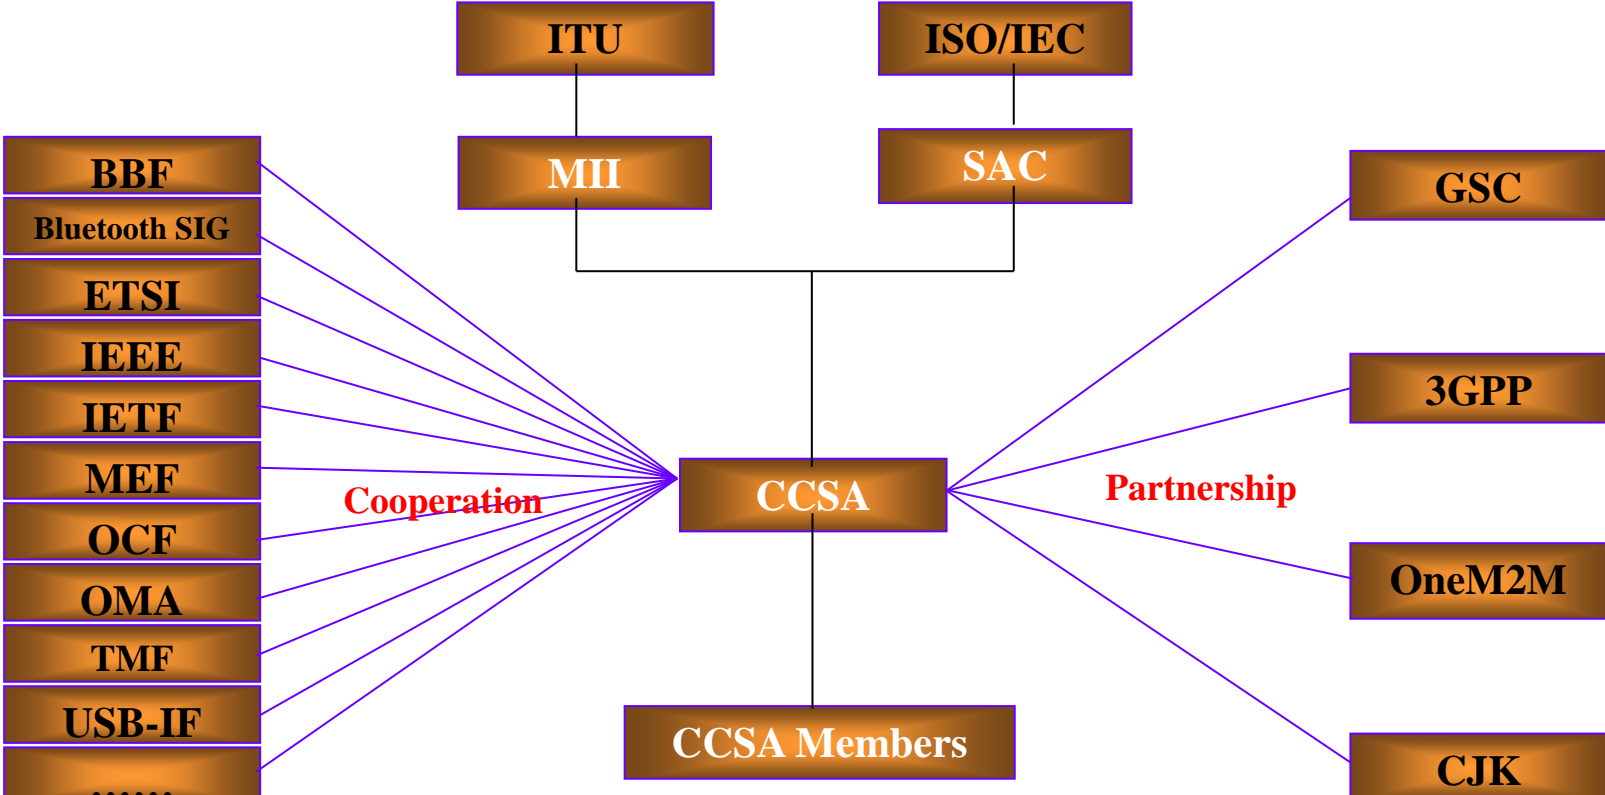 ITU
ISO/IEC
MII
SAC
BBF
Bluetooth SIG
ETSI
IEEE
IETF
MEF
OCF
OMA
TMF
USB-IF
......
Cooperation
CCSA
CCSA Members
Partnership
GSC
3GPP
OneM2M
CJK